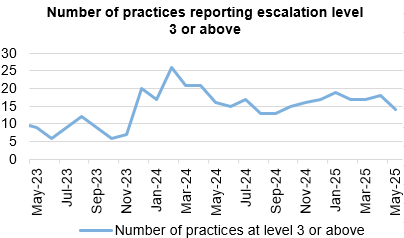 Number of practices reporting escalation level
3 or above
30
25
20
15
10
5
0
May-23
Jul-23
Sep-23
Nov-23
Jan-24
Mar-24
May-24
Jul-24
Sep-24
Nov-24
Jan-25
Mar-25
May-25
Number of practices at level 3 or above